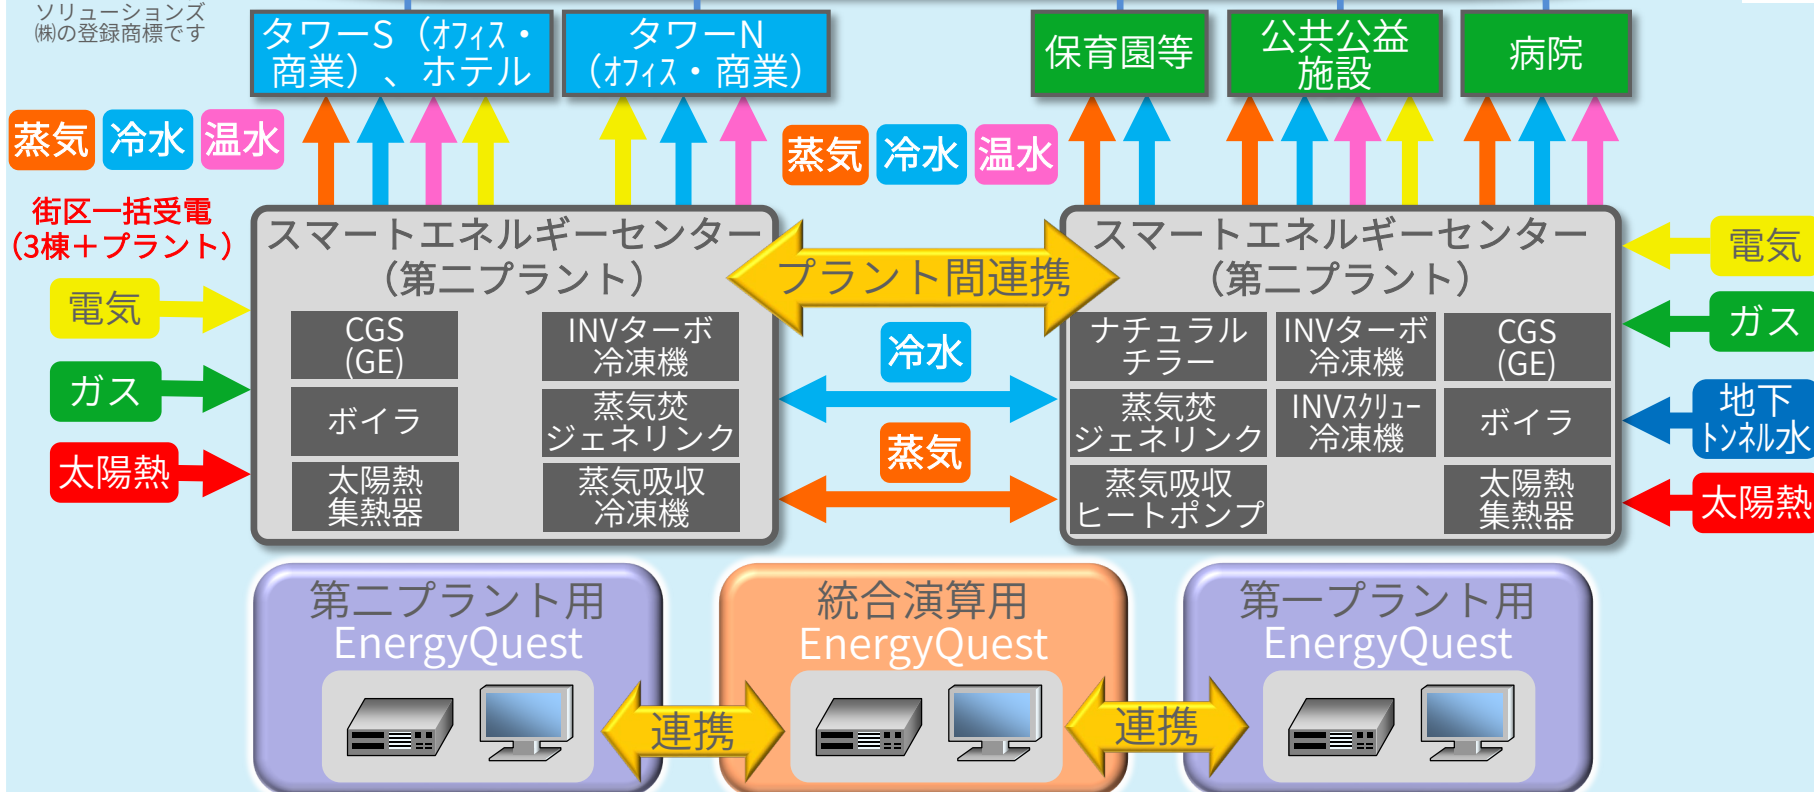 ソリューションズ
㈱の登録商標です
タワーS（ｵﾌｨｽ・
商業）、ホテル
タワーN
（ｵﾌｨｽ・商業）
保育園等
公共公益
施設
病院
蒸気 冷水 温水
蒸気 冷水 温水
街区一括受電
（3棟＋プラント）
電気
ガス
太陽熱
スマートエネルギーセンター
（第二プラント）
CGS
(GE)
INVターボ
冷凍機
ボイラ
蒸気焚
ジェネリンク
太陽熱
集熱器
蒸気吸収
冷凍機
プラント間連携
冷水
蒸気
スマートエネルギーセンター
（第二プラント）
ナチュラル
チラー
INVターボ
冷凍機
CGS
(GE)
蒸気焚
ジェネリンク
INVｽｸﾘｭｰ
冷凍機
ボイラ
蒸気吸収
ヒートポンプ
太陽熱
集熱器
電気
ガス
地下
ﾄﾝﾈﾙ水
太陽熱
第二プラント用
EnergyQuest
統合演算用
EnergyQuest
第一プラント用
EnergyQuest
連携
連携